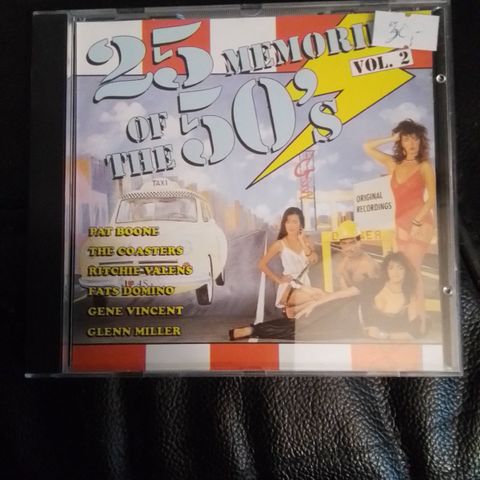 25 MEMORI
OF
THE 50's
VOL. 2
30,-
TAXI
ORIGINAL
RECORDINGS
PAT BOONE
THE COASTERS
RITCHIE VALENS
FATS DOMINO
GENE VINCENT
GLENN MILLER